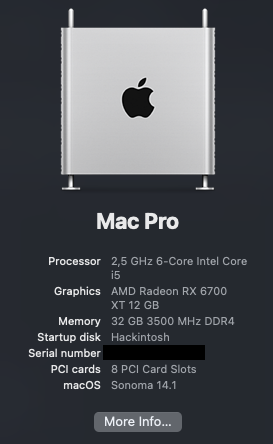 Mac Pro
Processor 2,5 GHz 6-Core Intel Core
i5
Graphics AMD Radeon RX 6700
XT 12 GB
Memory 32 GB 3500 MHz DDR4
Startup disk Hackintosh
Serial number
PCI cards 8 PCI Card Slots
macOS Sonoma 14.1
More Info...